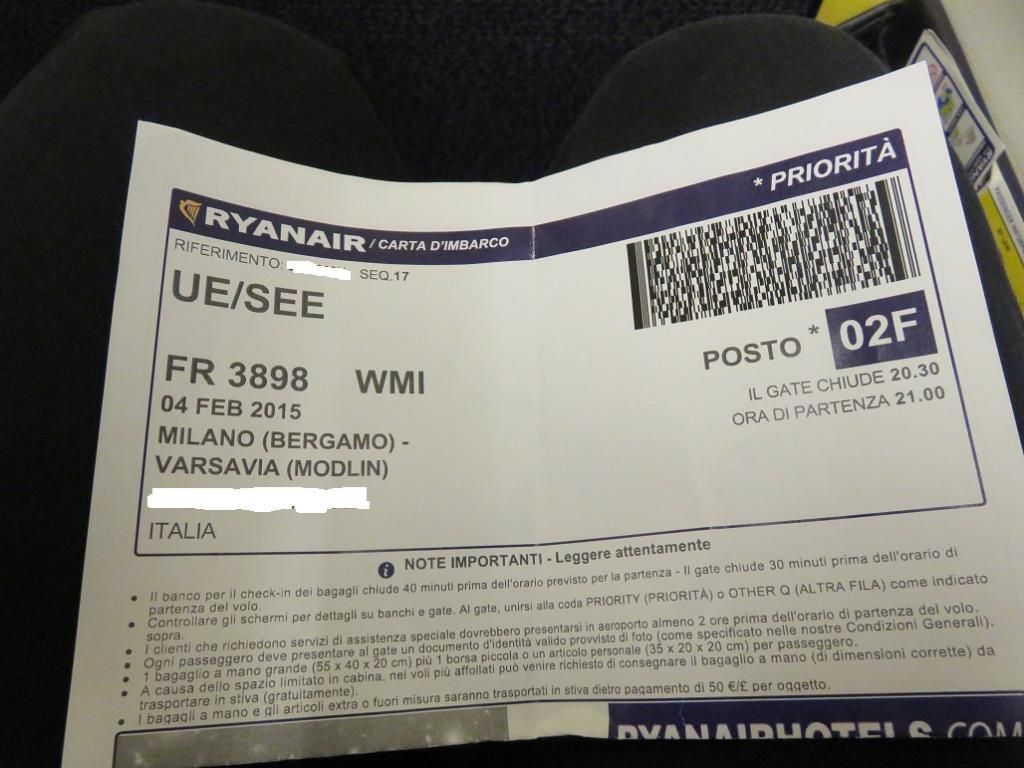 * PRIORITÀ
RYANAIR / CARTA D'IMBARCO
RIFERIMENTO: SEQ.17
UE/SEE
POSTO * 02F
FR 3898 WMI
IL GATE CHIUDE 20.30
04 FEB 2015
ORA DI PARTENZA 21.00
MILANO (BERGAMO) -
VARSAVIA (MODLIN)
ITALIA
NOTE IMPORTANTI - Leggere attentamente
• Il banco per il check-in dei bagagli chiude 40 minuti prima dell'orario previsto per la partenza - Il gate chiude 30 minuti prima dell'orario di
partenza del volo.
• Controllare gli schermi per dettagli su banchi e gate. Al gate, unirsi alla coda PRIORITY (PRIORITÀ) o OTHER Q (ALTRA FILA) come indicato
sopra.
• I clienti che richiedono servizi di assistenza speciale dovrebbero presentarsi in aeroporto almeno 2 ore prima dell'orario di partenza del volo.
• Ogni passeggero deve presentare al gate un documento d'identità valido provvisto di foto (come specificato nelle nostre Condizioni Generali).
• 1 bagaglio a mano grande (55 x 40 x 20 cm) più 1 borsa piccola o un articolo personale (35 x 20 x 20 cm) per passeggero.
• A causa dello spazio limitato in cabina, nei voli più affollati può venire richiesto di consegnare il bagaglio a mano (di dimensioni corrette) da
trasportare in stiva (gratuitamente).
• I bagagli a mano e gli articoli extra o fuori misura saranno trasportati in stiva dietro pagamento di 50 €/£ per oggetto.
RYANAIRHOTELS.COM